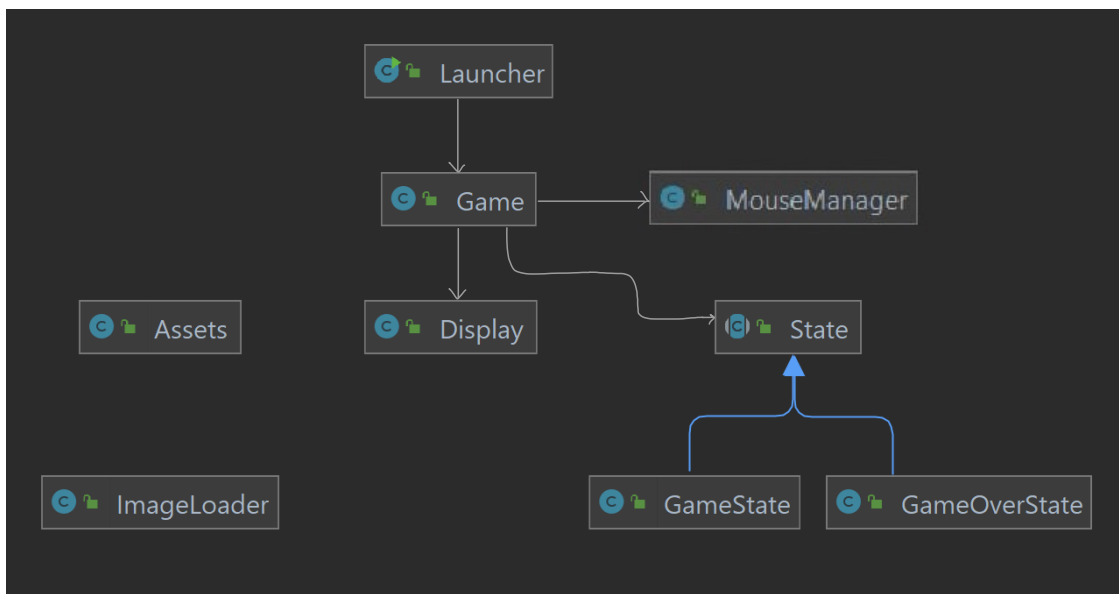 Launcher
Game
MouseManager
Assets
Display
State
ImageLoader
GameState
GameOverState